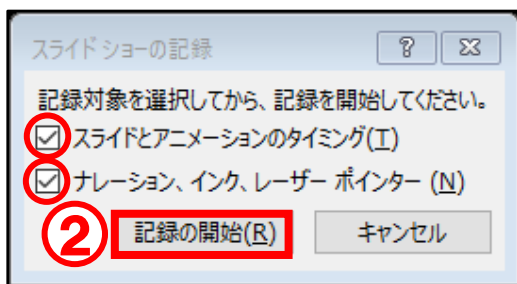 スライド ショーの記録
記録対象を選択してから、記録を開始してください。
スライドとアニメーションのタイミング(T)
ナレーション、インク、レーザー ポインター (N)
② 記録の開始(R) キャンセル